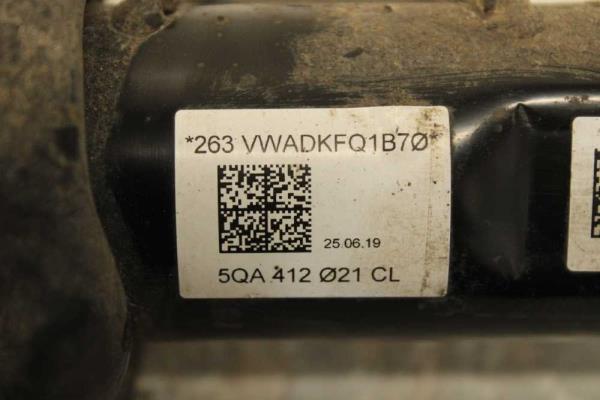 *263 VWADKFQ1B7Ø*
25.06.19
5QA 412 Ø21 CL